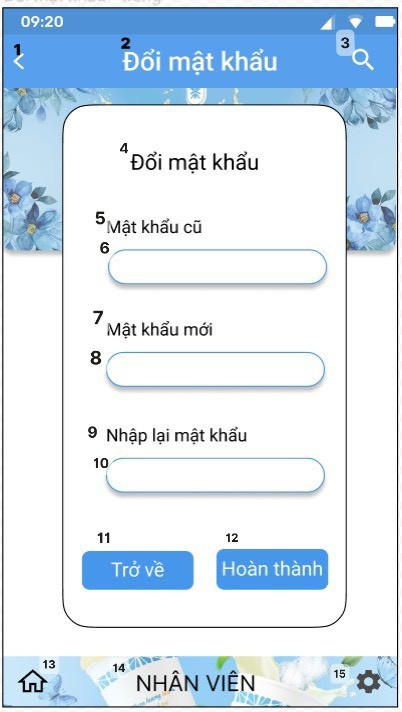 09:20
1
2
3
Đổi mật khẩu
4
Đổi mật khẩu
5
Mật khẩu cũ
6
7
Mật khẩu mới
8
9 Nhập lại mật khẩu
10
11
12
Trở về
Hoàn thành
13
14
15
NHÂN VIÊN